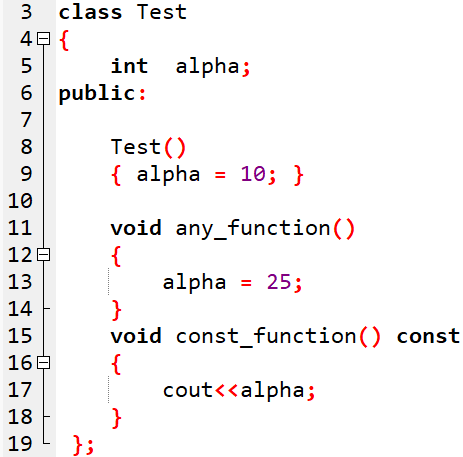 3 class Test
4 {
5 int alpha;
6 public:
7
8 Test()
9 { alpha = 10; }
10
11 void any_function()
12 {
13 alpha = 25;
14 }
15 void const_function() const
16 {
17 cout<<alpha;
18 }
19 };